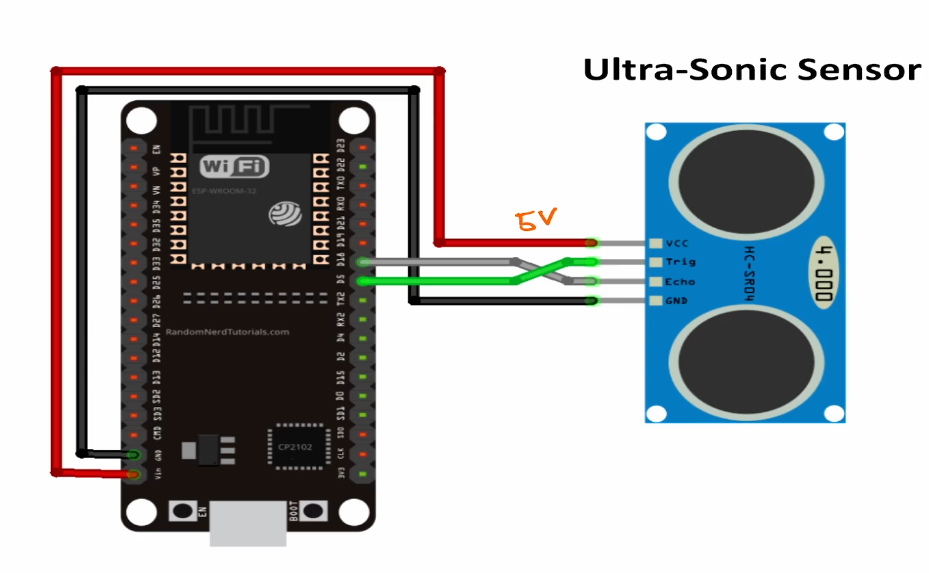 Ultra-Sonic Sensor
WiFi
ESP-WROOM-32
EN
VP
VN
D34
D35
D32
D33
D25
D26
D27
D14
D12
D13
SD2
SD3
CMD
GND
Vin
D23
D22
TX0
RX0
D21
D19
D18
D5
TX2
RX2
D4
D2
D15
D0
SD1
SD0
CLK
3V3
RandomNerdTutorials.com
CP2102
EN
BOOT
5V
VCC
Trig
Echo
GND
HC-SR04
4.000